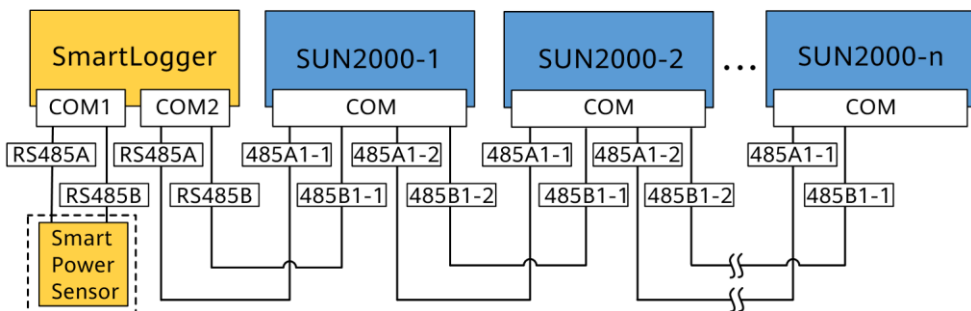 SmartLogger
SUN2000-1
SUN2000-2
...
SUN2000-n
COM1
COM2
COM
COM
COM
RS485A
RS485A
485A1-1
485A1-2
485A1-1
485A1-2
485A1-1
RS485B
RS485B
485B1-1
485B1-2
485B1-1
485B1-2
485B1-1
Smart
Power
Sensor